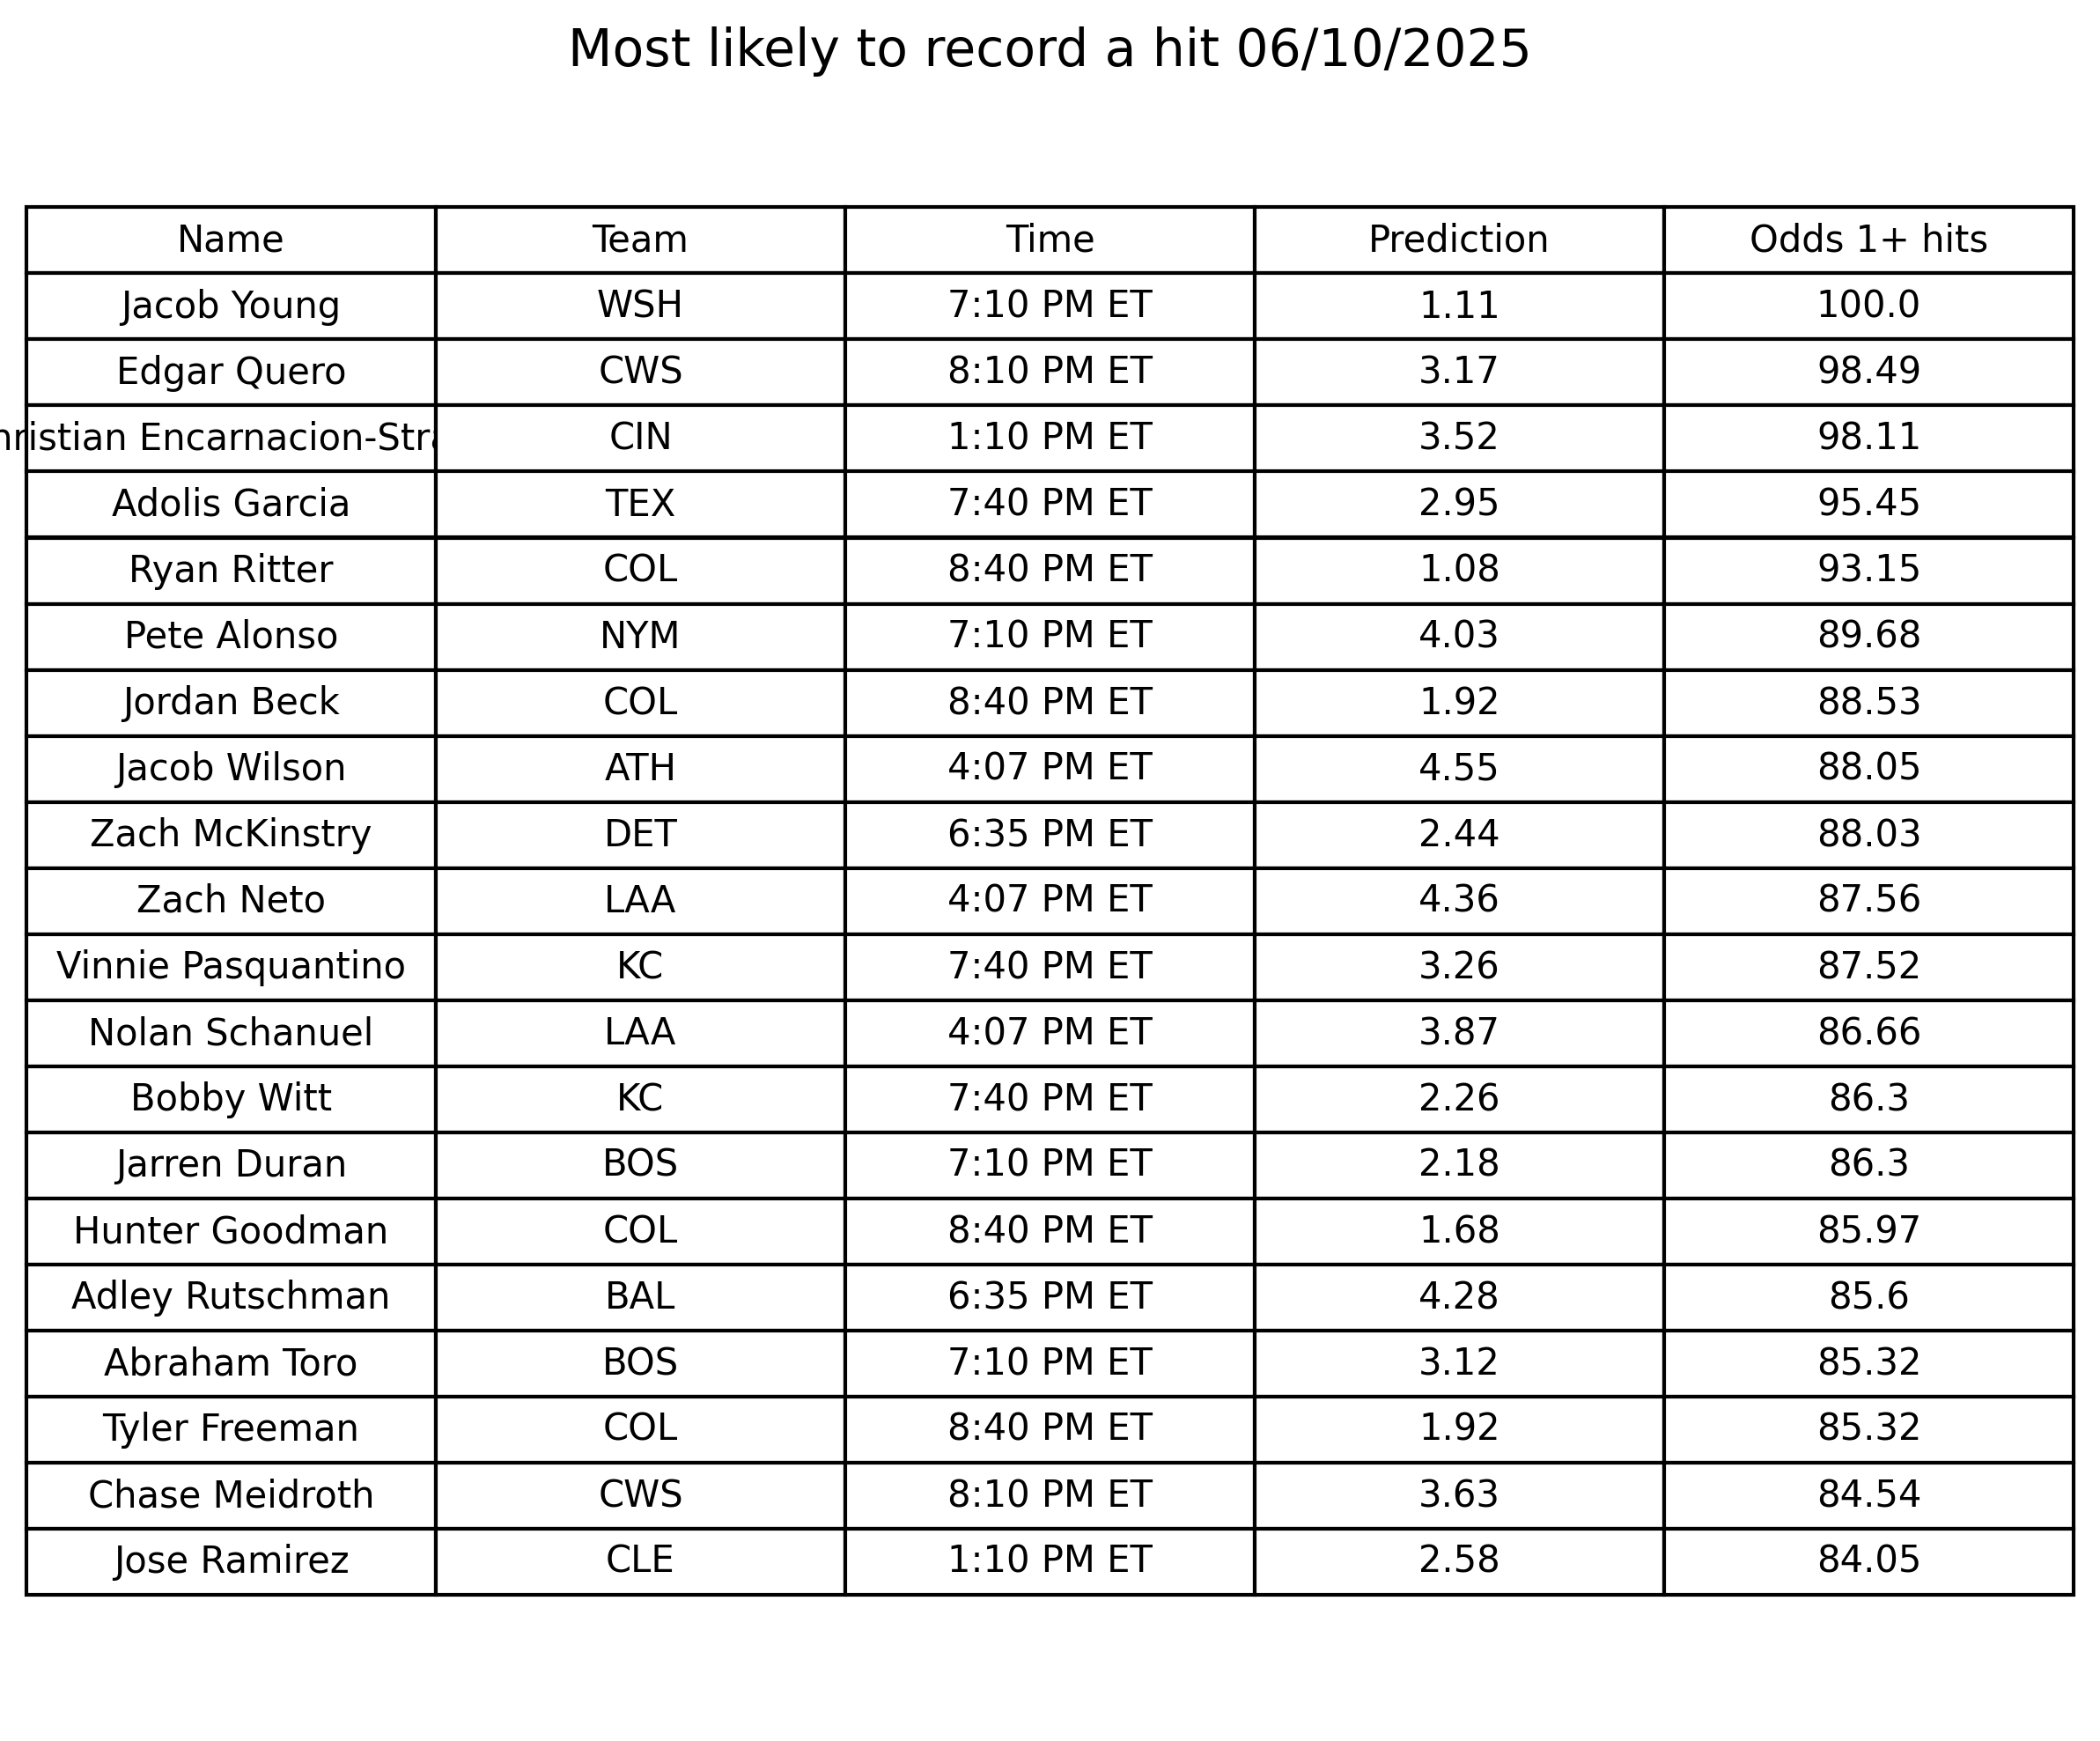 Most likely to record a hit 06/10/2025
Name Team Time Prediction Odds 1+ hits
Jacob Young WSH 7:10 PM ET 1.11 100.0
Edgar Quero CWS 8:10 PM ET 3.17 98.49
hristian Encarnacion-Stra CIN 1:10 PM ET 3.52 98.11
Adolis Garcia TEX 7:40 PM ET 2.95 95.45
Ryan Ritter COL 8:40 PM ET 1.08 93.15
Pete Alonso NYM 7:10 PM ET 4.03 89.68
Jordan Beck COL 8:40 PM ET 1.92 88.53
Jacob Wilson ATH 4:07 PM ET 4.55 88.05
Zach McKinstry DET 6:35 PM ET 2.44 88.03
Zach Neto LAA 4:07 PM ET 4.36 87.56
Vinnie Pasquantino KC 7:40 PM ET 3.26 87.52
Nolan Schanuel LAA 4:07 PM ET 3.87 86.66
Bobby Witt KC 7:40 PM ET 2.26 86.3
Jarren Duran BOS 7:10 PM ET 2.18 86.3
Hunter Goodman COL 8:40 PM ET 1.68 85.97
Adley Rutschman BAL 6:35 PM ET 4.28 85.6
Abraham Toro BOS 7:10 PM ET 3.12 85.32
Tyler Freeman COL 8:40 PM ET 1.92 85.32
Chase Meidroth CWS 8:10 PM ET 3.63 84.54
Jose Ramirez CLE 1:10 PM ET 2.58 84.05